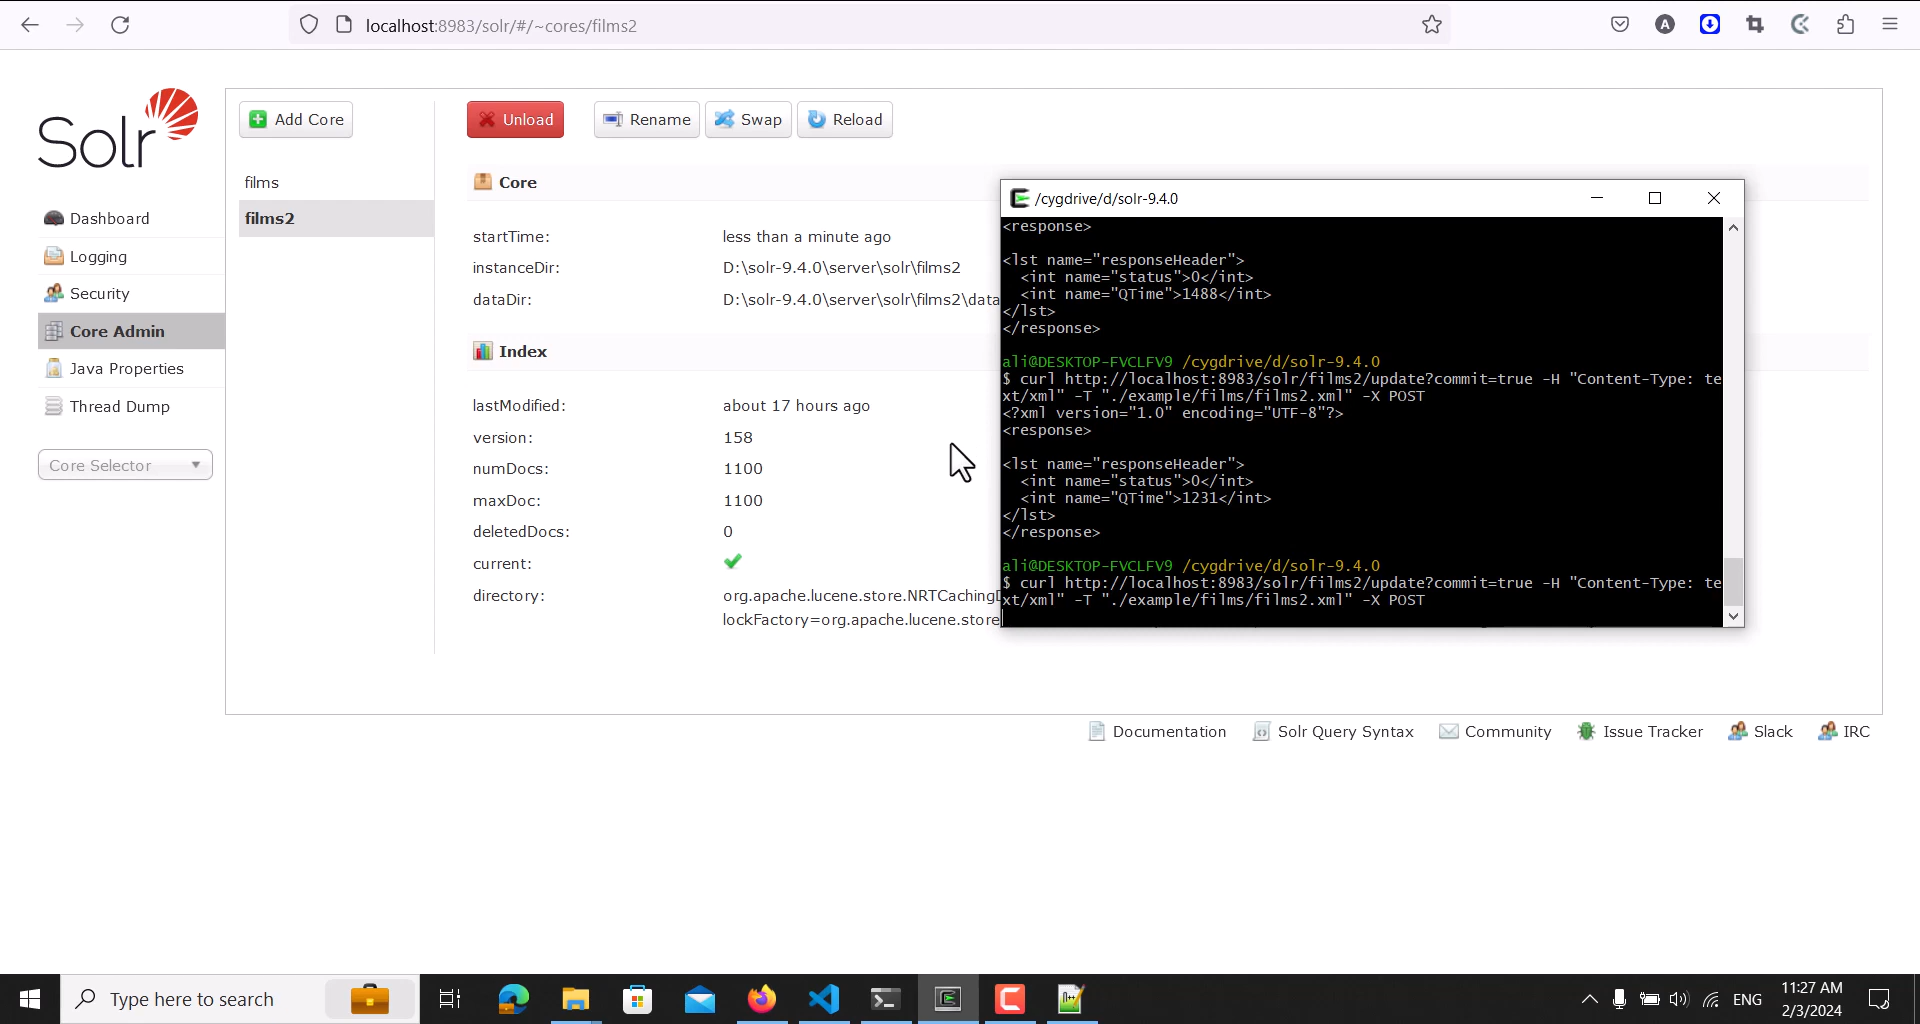 localhost:8983/solr/#/~cores/films2
A
Solr
Dashboard
Logging
Security
Core Admin
Java Properties
Thread Dump
Core Selector
Add Core
films
films2
Unload
Rename
Swap
Reload
Core
startTime:
less than a minute ago
instanceDir:
D:\solr-9.4.0\server\solr\films2
dataDir:
D:\solr-9.4.0\server\solr\films2\data
Index
lastModified:
about 17 hours ago
version:
158
numDocs:
1100
maxDoc:
1100
deletedDocs:
0
current:
directory:
org.apache.lucene.store.NRTCachingD
lockFactory=org.apache.lucene.store
/cygdrive/d/solr-9.4.0
<response>
<lst name="responseHeader">
<int name="status">0</int>
<int name="QTime">1488</int>
</lst>
</response>
ali@DESKTOP-FVCLFV9 /cygdrive/d/solr-9.4.0
$ curl http://localhost:8983/solr/films2/update?commit=true -H "Content-Type: te
xt/xml" -T "./example/films/films2.xml" -X POST
<?xml version="1.0" encoding="UTF-8"?>
<response>
<lst name="responseHeader">
<int name="status">0</int>
<int name="QTime">1231</int>
</lst>
</response>
ali@DESKTOP-FVCLFV9 /cygdrive/d/solr-9.4.0
$ curl http://localhost:8983/solr/films2/update?commit=true -H "Content-Type: te
xt/xml" -T "./example/films/films2.xml" -X POST
Documentation
Solr Query Syntax
Community
Issue Tracker
Slack
IRC
Type here to search
ENG
11:27 AM
2/3/2024